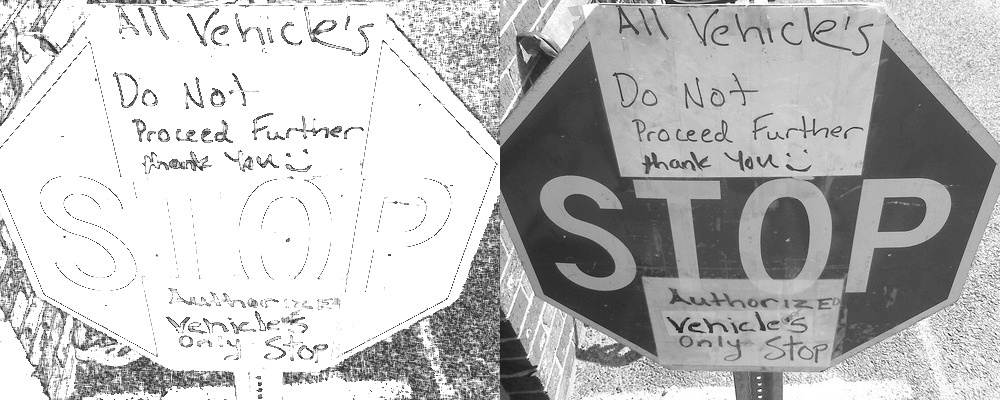 All Vehicle's
Do Not
Proceed Further
thank You :)
STOP
AuthorIZED
Vehicle's
Only Stop
All Vehicle's
Do Not
Proceed Further
thank You :)
STOP
AuthorIZED
Vehicle's
Only Stop